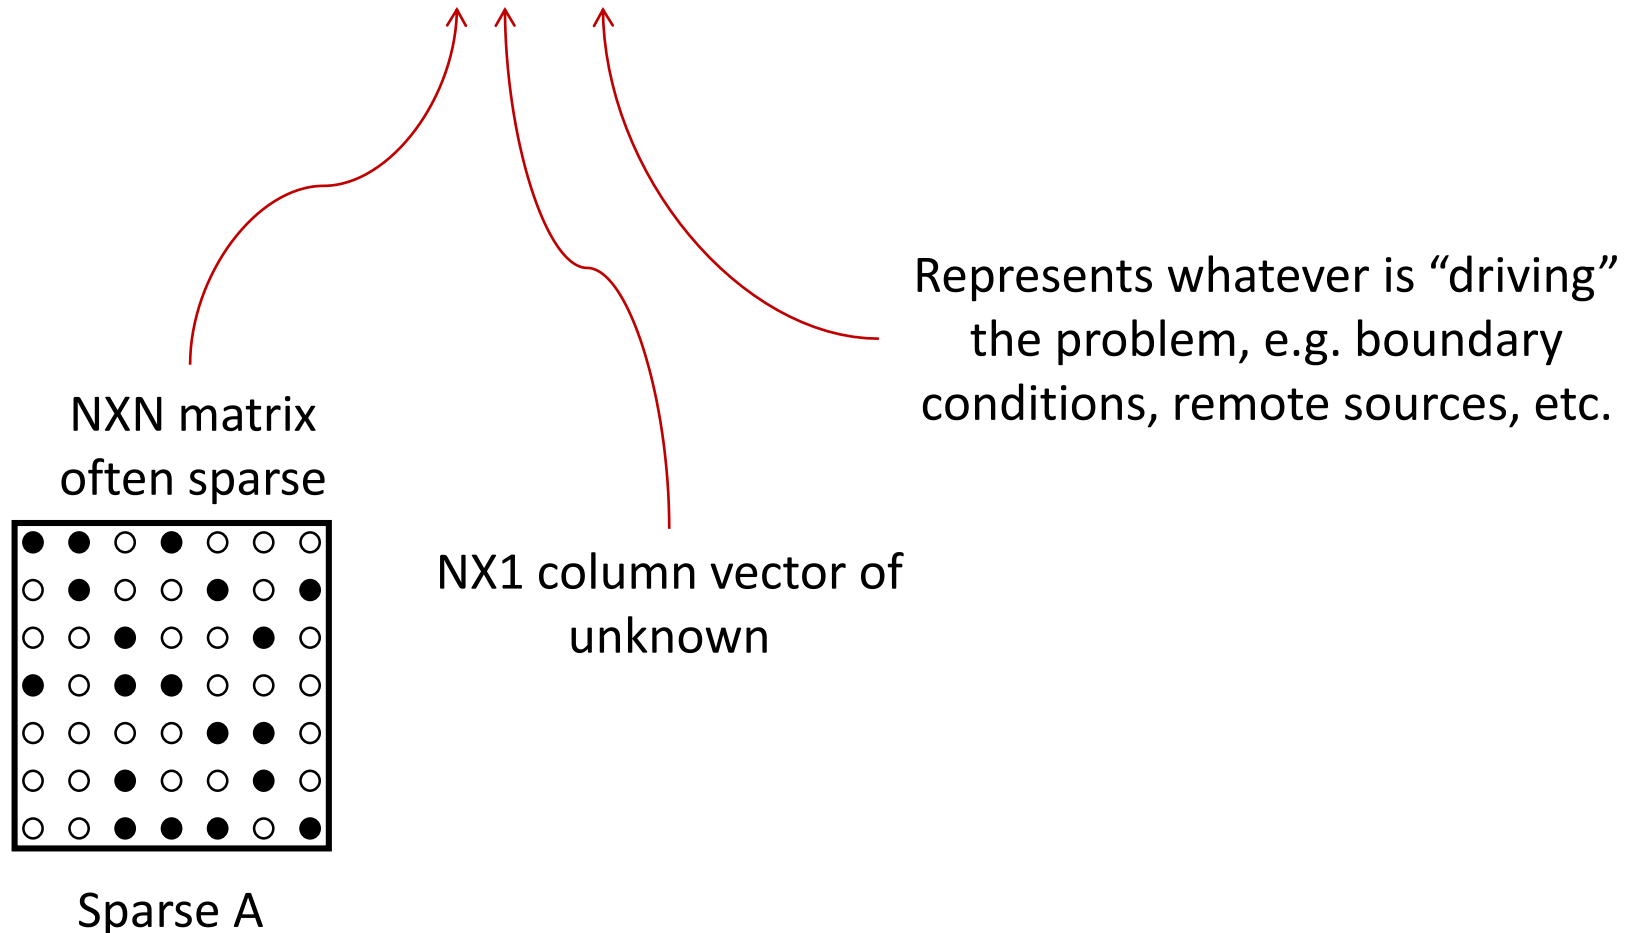 Represents whatever is “driving”
the problem, e.g. boundary
conditions, remote sources, etc.
NXN matrix
often sparse
NX1 column vector of
unknown
Sparse A